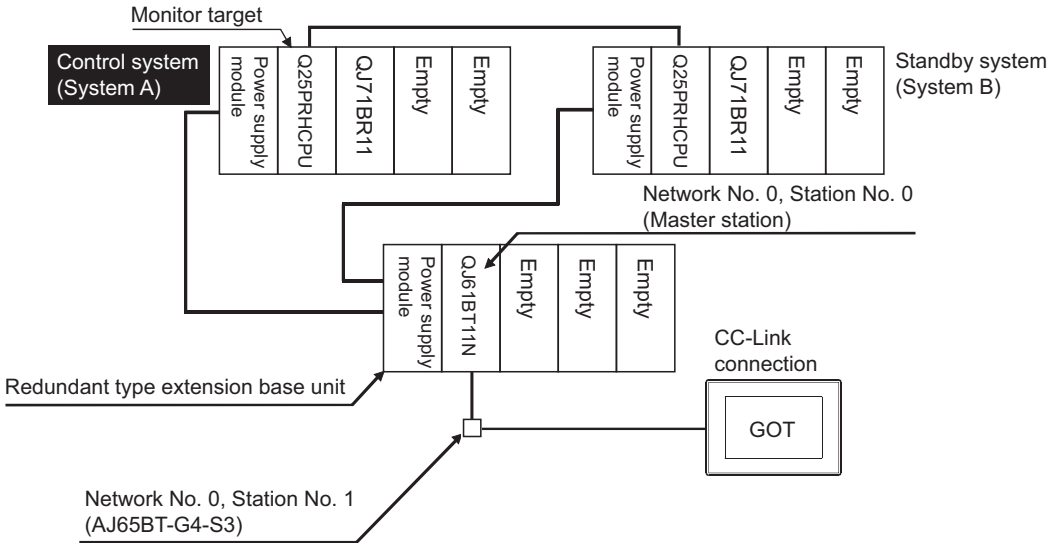 Monitor target
Control system
(System A)
Power supply
module
Q25PRHCPU
QJ71BR11
Empty
Empty
Power supply
module
Q25PRHCPU
QJ71BR11
Empty
Empty
Standby system
(System B)
Network No. 0, Station No. 0
(Master station)
Power supply
module
QJ61BT11N
Empty
Empty
Empty
Redundant type extension base unit
CC-Link
connection
GOT
Network No. 0, Station No. 1
(AJ65BT-G4-S3)